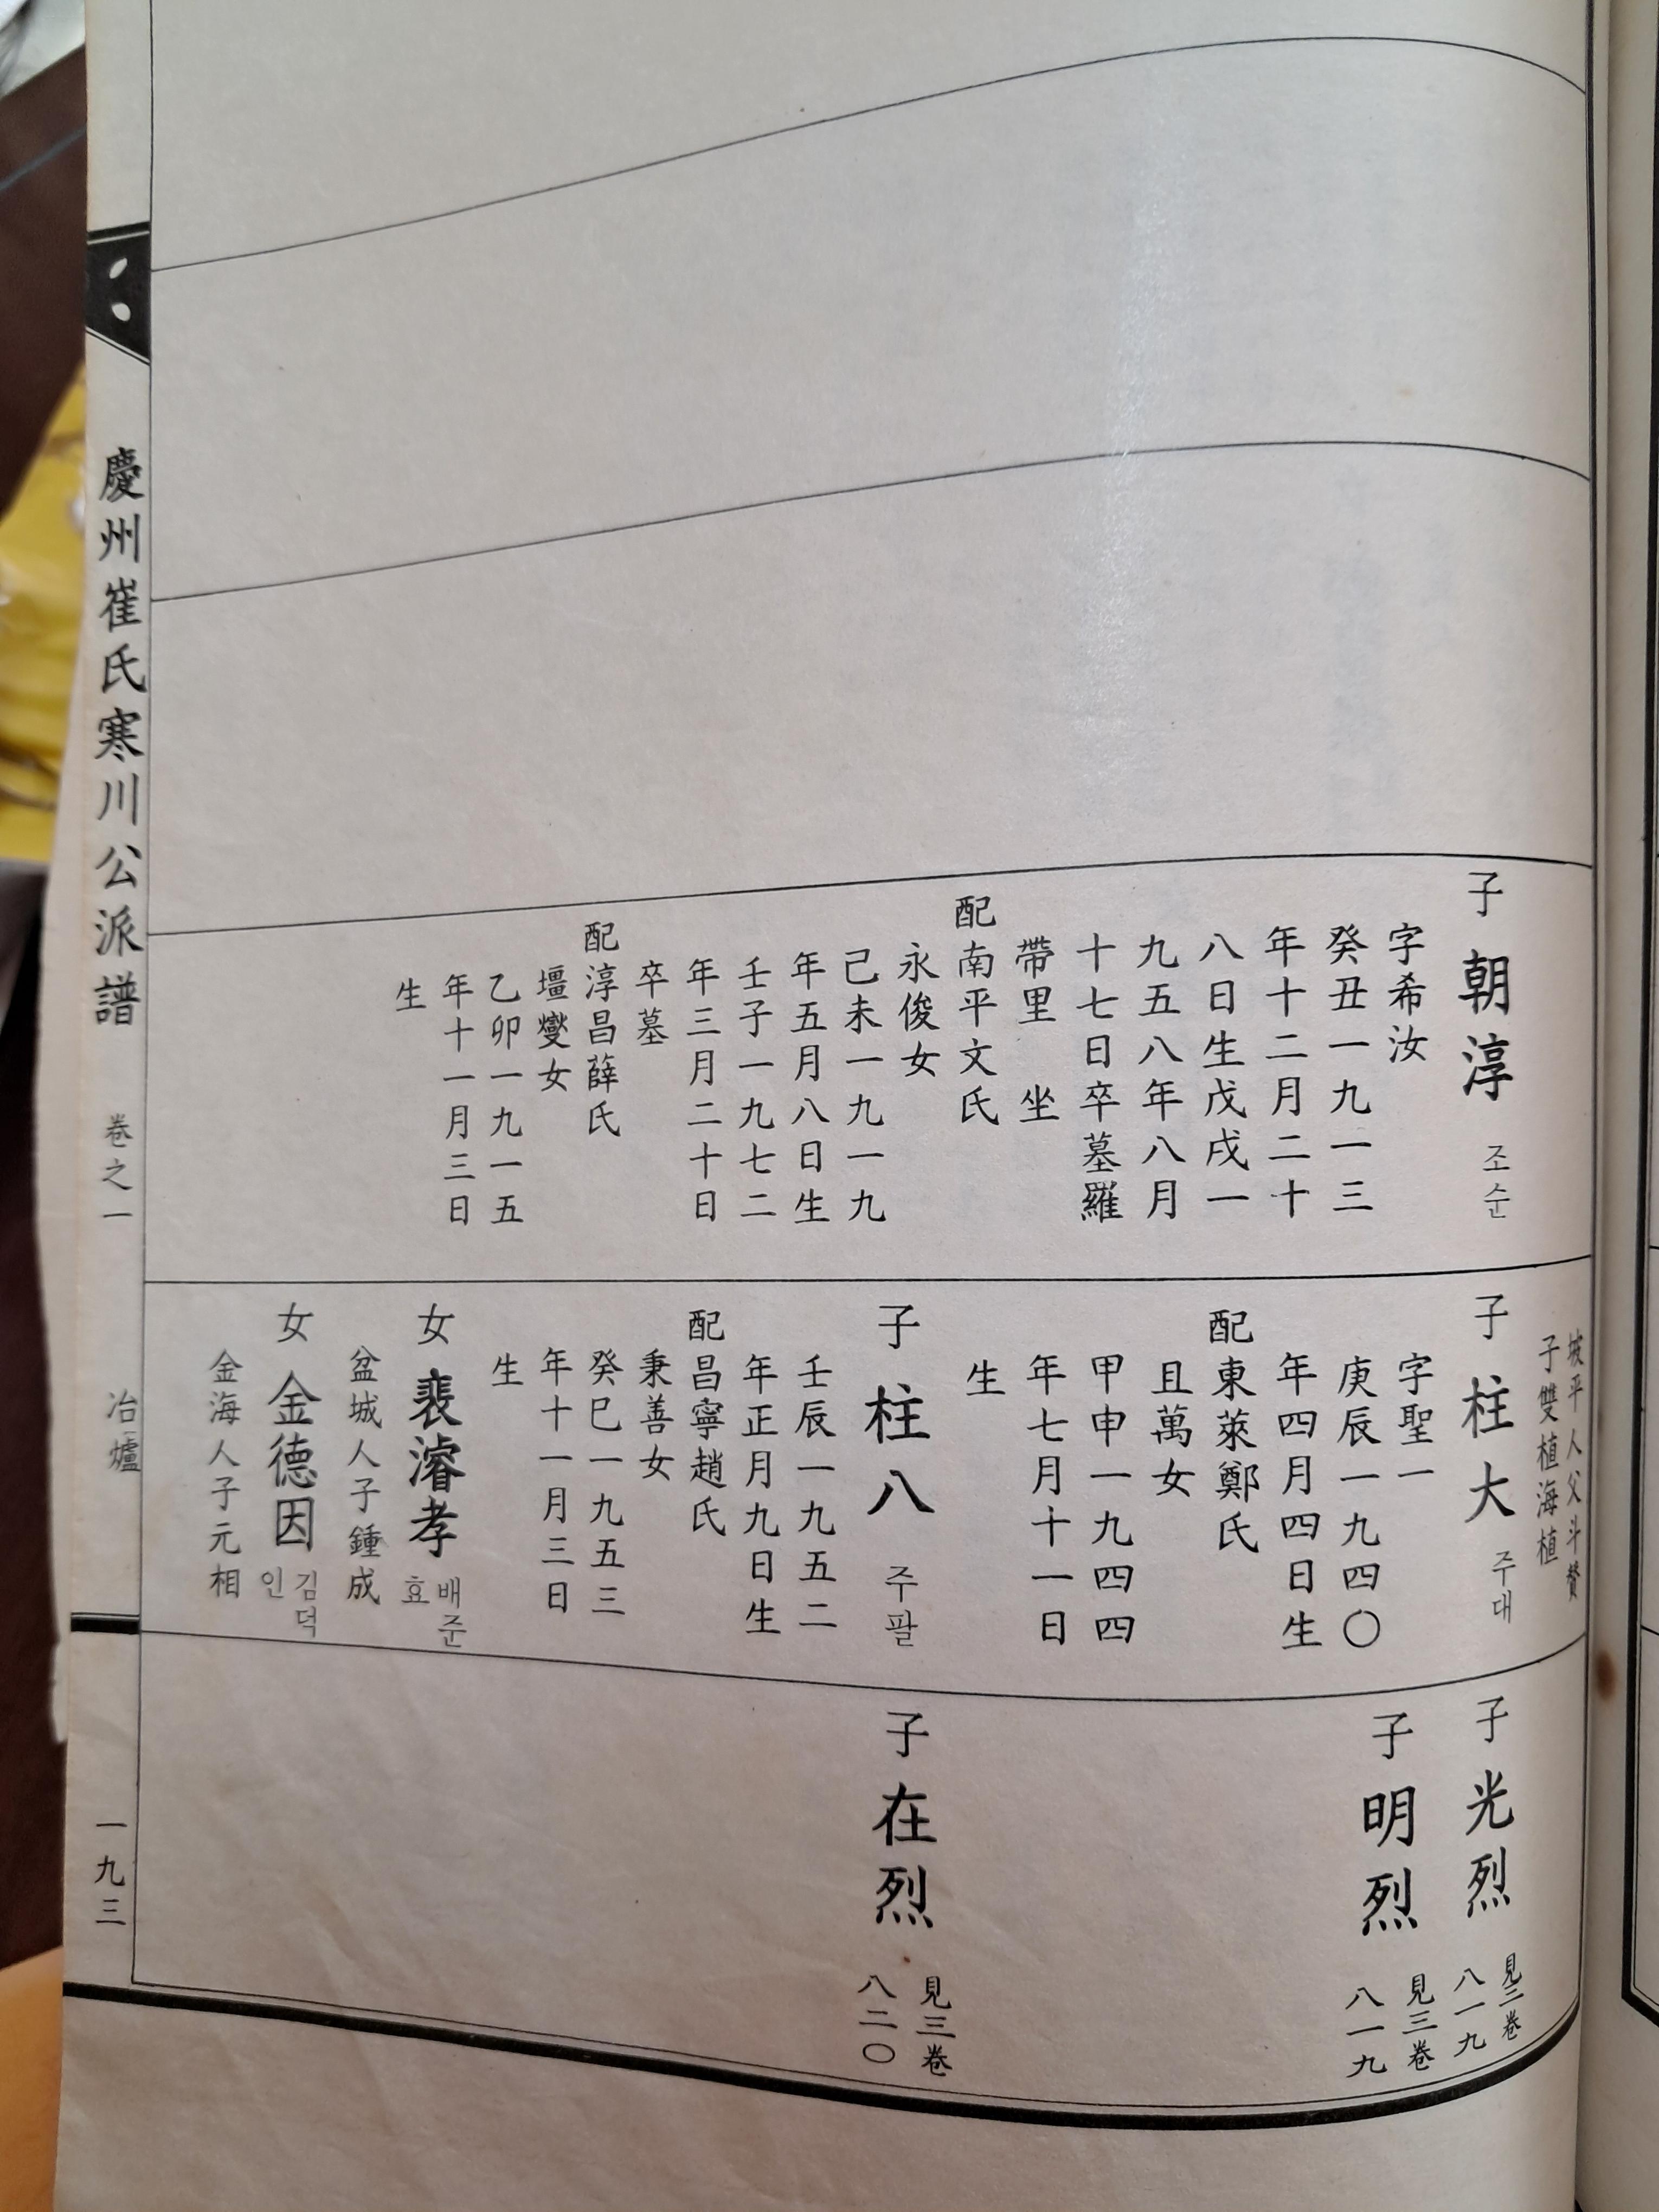 子 朝淳 조순
字希汝
癸丑一九一三
年十二月二十
八日生戊戌一
九五八年八月
十七日卒墓羅
帶里 坐
配南平文氏
永俊女
己未一九一九
年五月八日生
壬子一九七二
年三月二十日
卒墓
配淳昌薛氏
壃燮女
乙卯一九一五
年十一月三日
生
坡平人父斗贊
子雙植海植
子 柱大 주대
字聖一
庚辰一九四〇
年四月四日生
配東萊鄭氏
且萬女
甲申一九四四
年七月十一日
生
子 柱八 주팔
壬辰一九五二
年正月九日生
配昌寧趙氏
秉善女
癸巳一九五三
年十一月三日
生
女 裴濬孝 배준
효
盆城人子鍾成
女 金德因 김덕
인
金海人子元相
子 光烈 見三卷
八一九
子 明烈 見三卷
八一九
子 在烈 見三卷
八二〇
慶州崔氏寒川公派譜 卷之一 冶爐 一九三